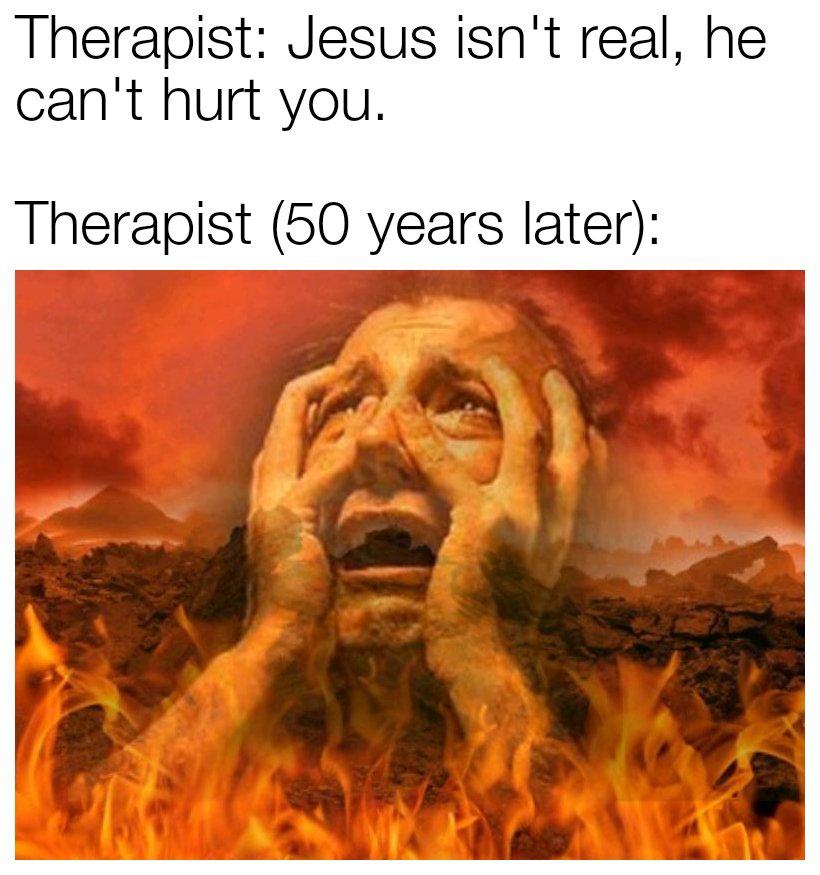 Therapist: Jesus isn't real, he
can't hurt you.
Therapist (50 years later):